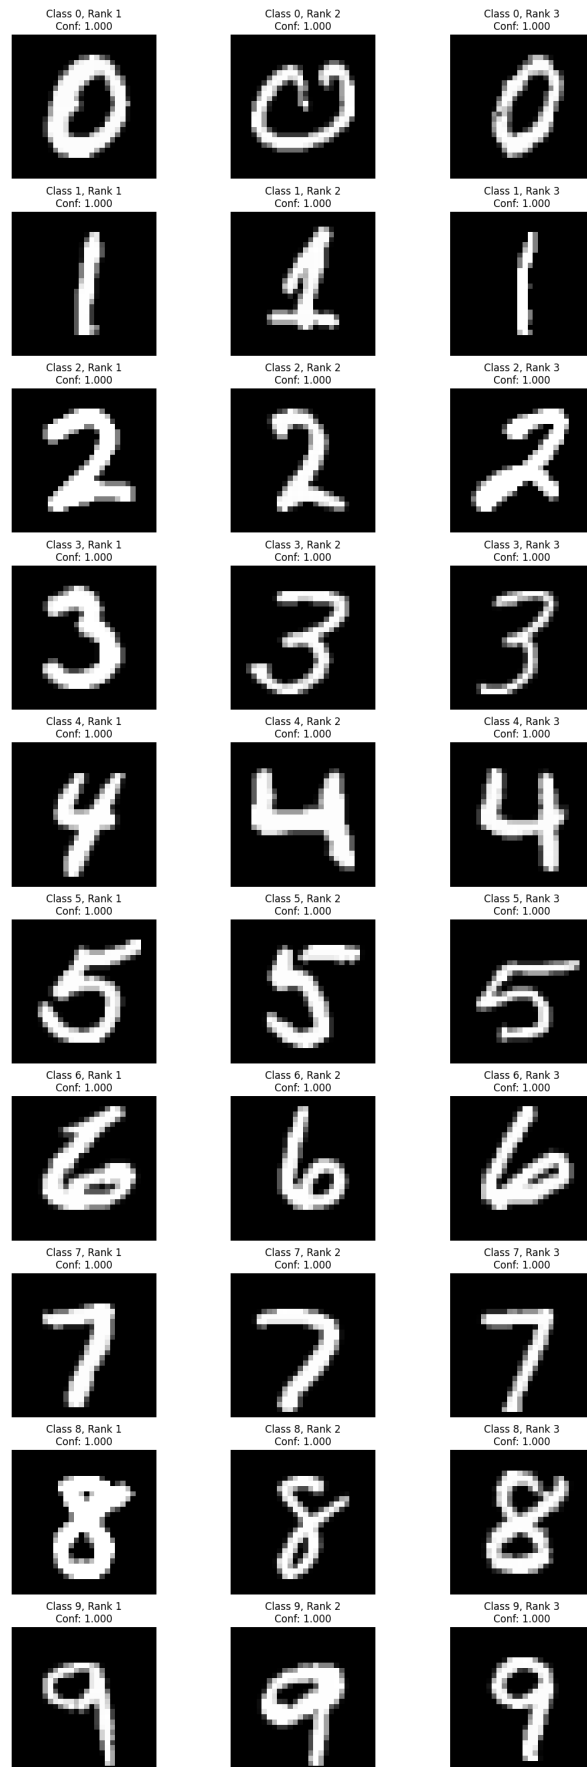 Class 0, Rank 1
Conf: 1.000
Class 0, Rank 2
Conf: 1.000
Class 0, Rank 3
Conf: 1.000
0
0
0
Class 1, Rank 1
Conf: 1.000
Class 1, Rank 2
Conf: 1.000
Class 1, Rank 3
Conf: 1.000
1
1
1
Class 2, Rank 1
Conf: 1.000
Class 2, Rank 2
Conf: 1.000
Class 2, Rank 3
Conf: 1.000
2
2
2
Class 3, Rank 1
Conf: 1.000
Class 3, Rank 2
Conf: 1.000
Class 3, Rank 3
Conf: 1.000
3
3
3
Class 4, Rank 1
Conf: 1.000
Class 4, Rank 2
Conf: 1.000
Class 4, Rank 3
Conf: 1.000
4
4
4
Class 5, Rank 1
Conf: 1.000
Class 5, Rank 2
Conf: 1.000
Class 5, Rank 3
Conf: 1.000
5
5
5
Class 6, Rank 1
Conf: 1.000
Class 6, Rank 2
Conf: 1.000
Class 6, Rank 3
Conf: 1.000
6
6
6
Class 7, Rank 1
Conf: 1.000
Class 7, Rank 2
Conf: 1.000
Class 7, Rank 3
Conf: 1.000
7
7
7
Class 8, Rank 1
Conf: 1.000
Class 8, Rank 2
Conf: 1.000
Class 8, Rank 3
Conf: 1.000
8
8
8
Class 9, Rank 1
Conf: 1.000
Class 9, Rank 2
Conf: 1.000
Class 9, Rank 3
Conf: 1.000
9
9
9